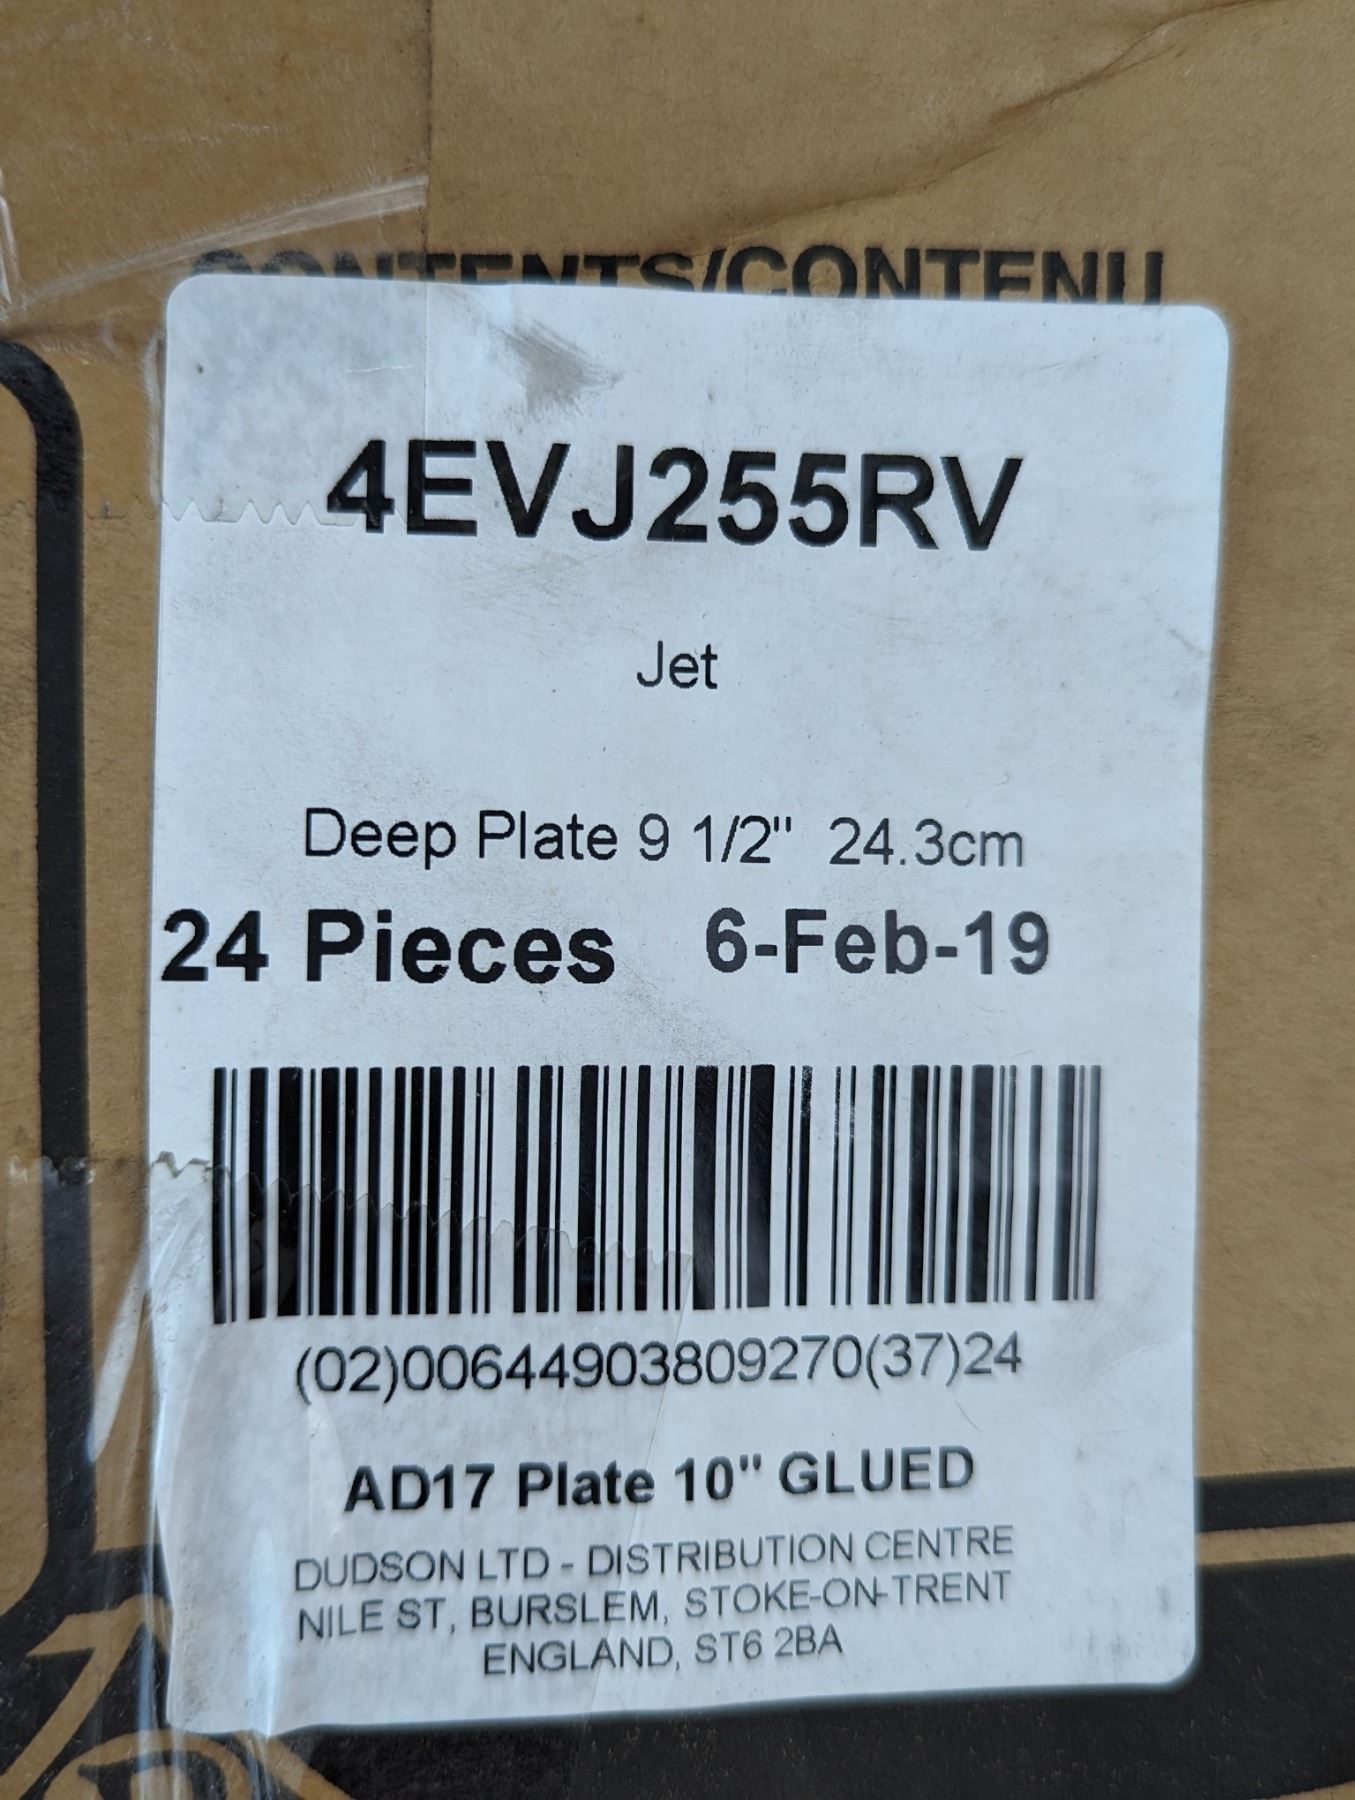 CONTENTS/CONTENU
4EVJ255RV
Jet
Deep Plate 9 1/2" 24.3cm
24 Pieces 6-Feb-19
(02)00644903809270(37)24
AD17 Plate 10" GLUED
DUDSON LTD - DISTRIBUTION CENTRE
NILE ST, BURSLEM, STOKE-ON-TRENT
ENGLAND, ST6 2BA